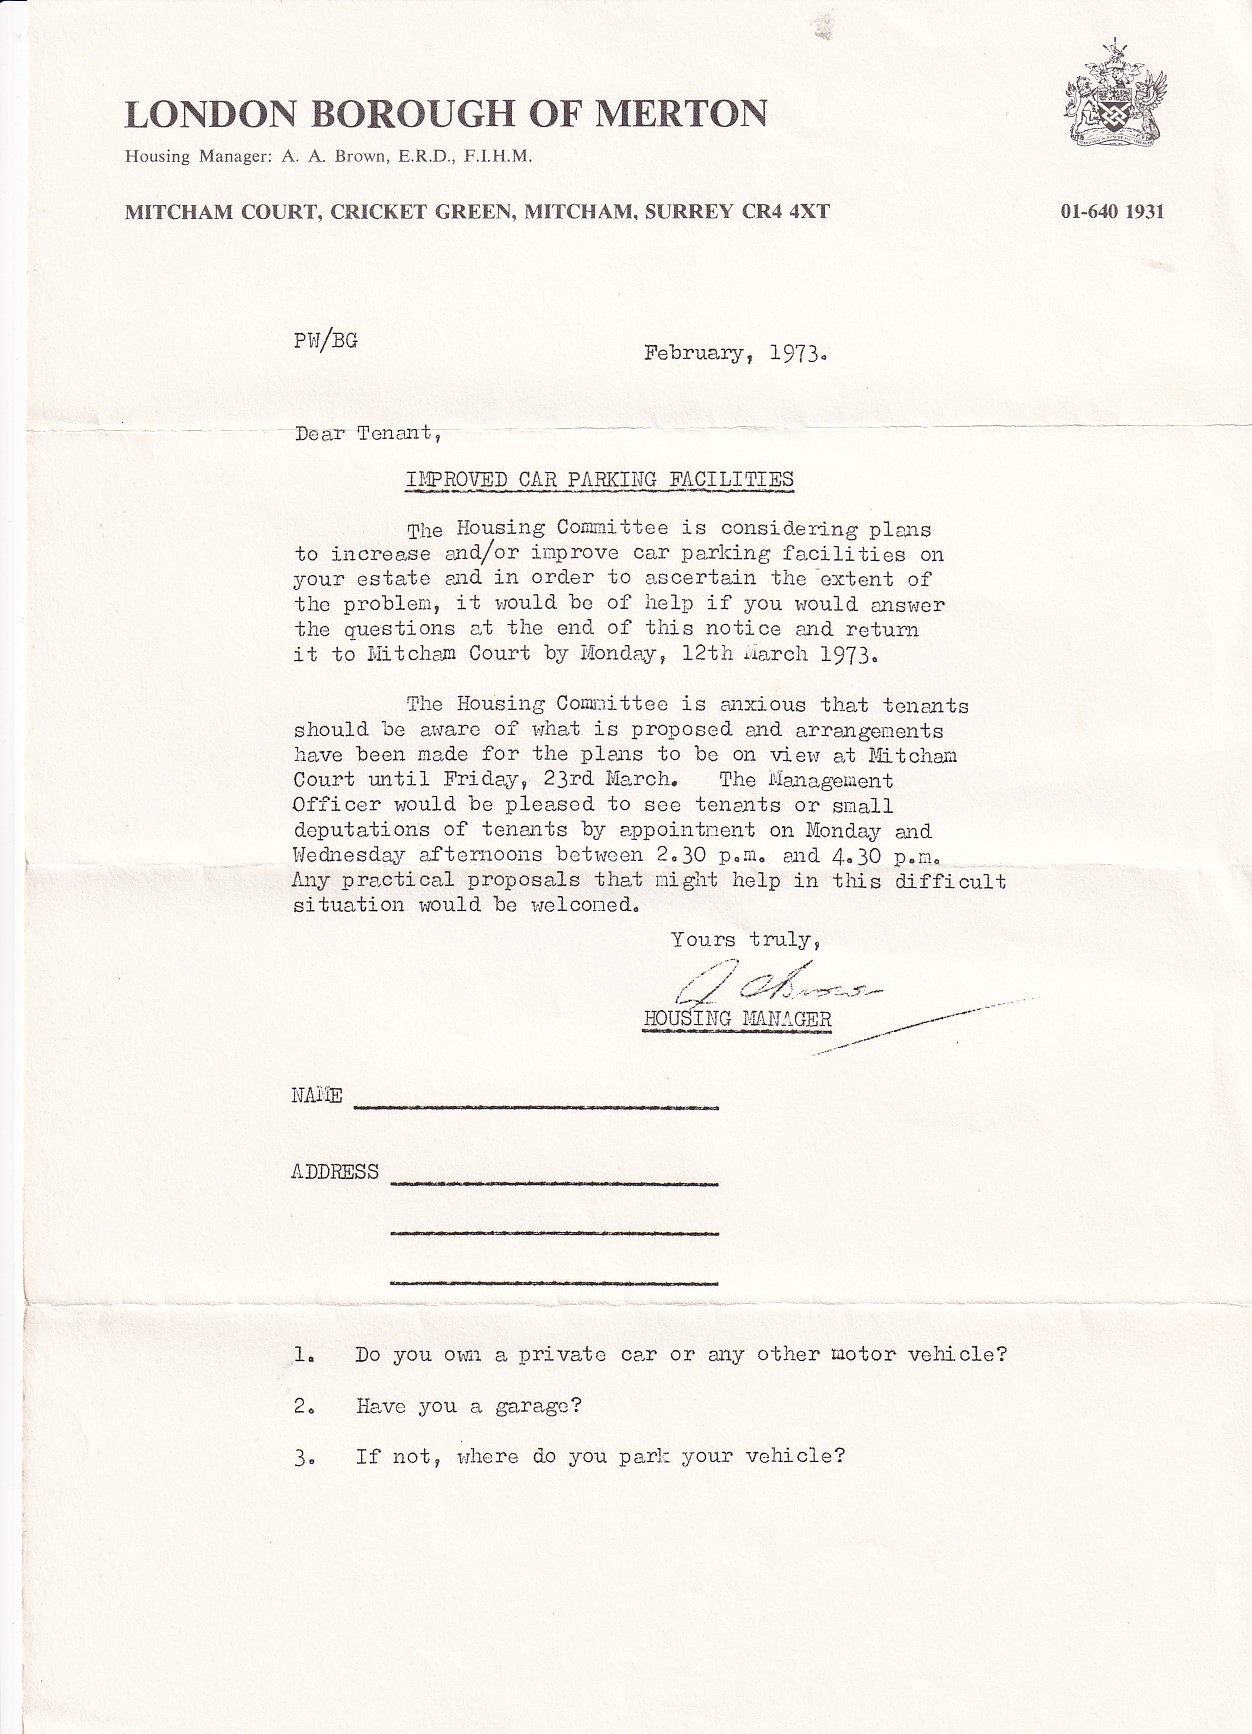 LONDON BOROUGH OF MERTON
Housing Manager: A. A. Brown, E.R.D., F.I.H.M.
MITCHAM COURT, CRICKET GREEN, MITCHAM, SURREY CR4 4XT 01-640 1931
PW/BG
February, 1973.
Dear Tenant,
IMPROVED CAR PARKING FACILITIES
The Housing Committee is considering plans
to increase and/or improve car parking facilities on
your estate and in order to ascertain the extent of
the problem, it would be of help if you would answer
the questions at the end of this notice and return
it to Mitcham Court by Monday, 12th March 1973.
The Housing Committee is anxious that tenants
should be aware of what is proposed and arrangements
have been made for the plans to be on view at Mitcham
Court until Friday, 23rd March. The Management
Officer would be pleased to see tenants or small
deputations of tenants by appointment on Monday and
Wednesday afternoons between 2.30 p.m. and 4.30 p.m.
Any practical proposals that might help in this difficult
situation would be welcomed.
Yours truly,
HOUSING MANAGER
NAME
ADDRESS
1. Do you own a private car or any other motor vehicle?
2. Have you a garage?
3. If not, where do you park your vehicle?